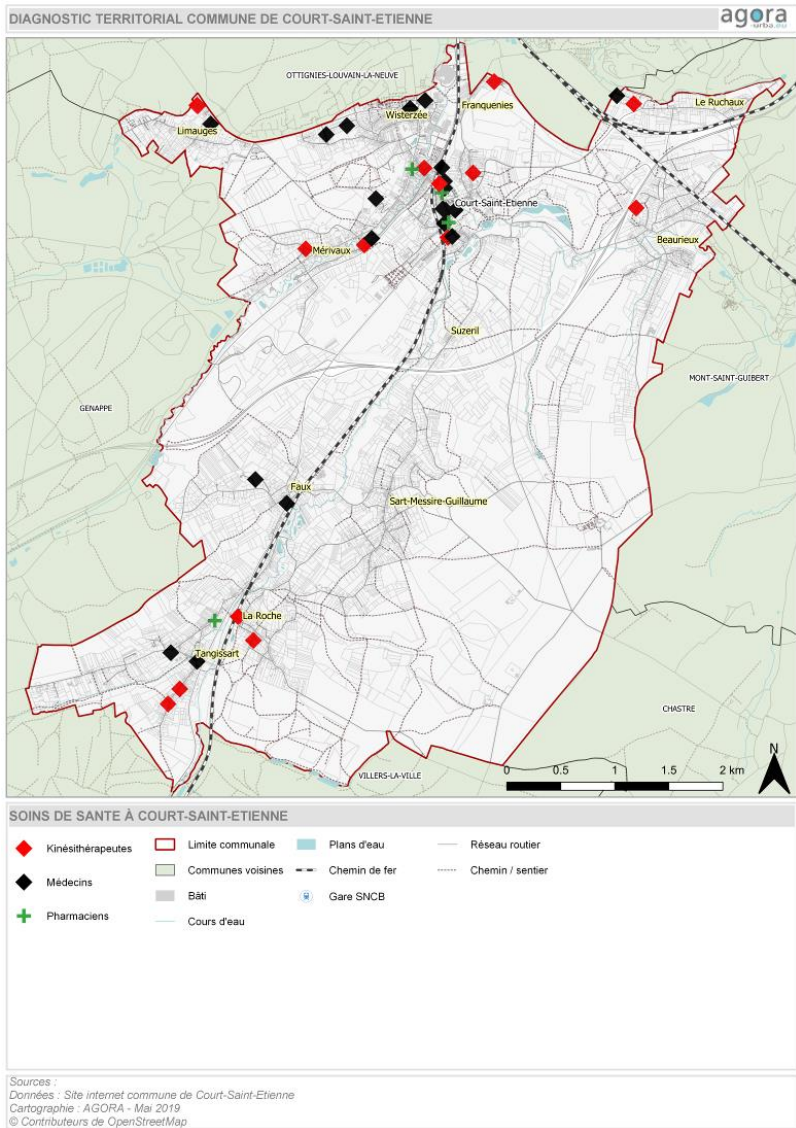 DIAGNOSTIC TERRITORIAL COMMUNE DE COURT-SAINT-ETIENNE
agora
urba.eu
OTTIGNIES-LOUVAIN-LA-NEUVE
Franquenies
Le Ruchaux
Wisterzée
Limauges
Court-Saint-Etienne
Beaurieux
Mérivaux
Suzeril
MONT-SAINT-GUIBERT
GENAPPE
Faux
Sart-Messire-Guillaume
La Roche
Tangissart
CHASTRE
VILLERS-LA-VILLE
N
0 0.5 1 1.5 2 km
SOINS DE SANTE À COURT-SAINT-ETIENNE
Kinésithérapeutes
Médecins
Pharmaciens
Limite communale
Communes voisines
Bâti
Cours d'eau
Plans d'eau
Chemin de fer
Gare SNCB
Réseau routier
Chemin / sentier
Sources :
Données : Site internet commune de Court-Saint-Etienne
Cartographie : AGORA - Mai 2019
© Contributeurs de OpenStreetMap